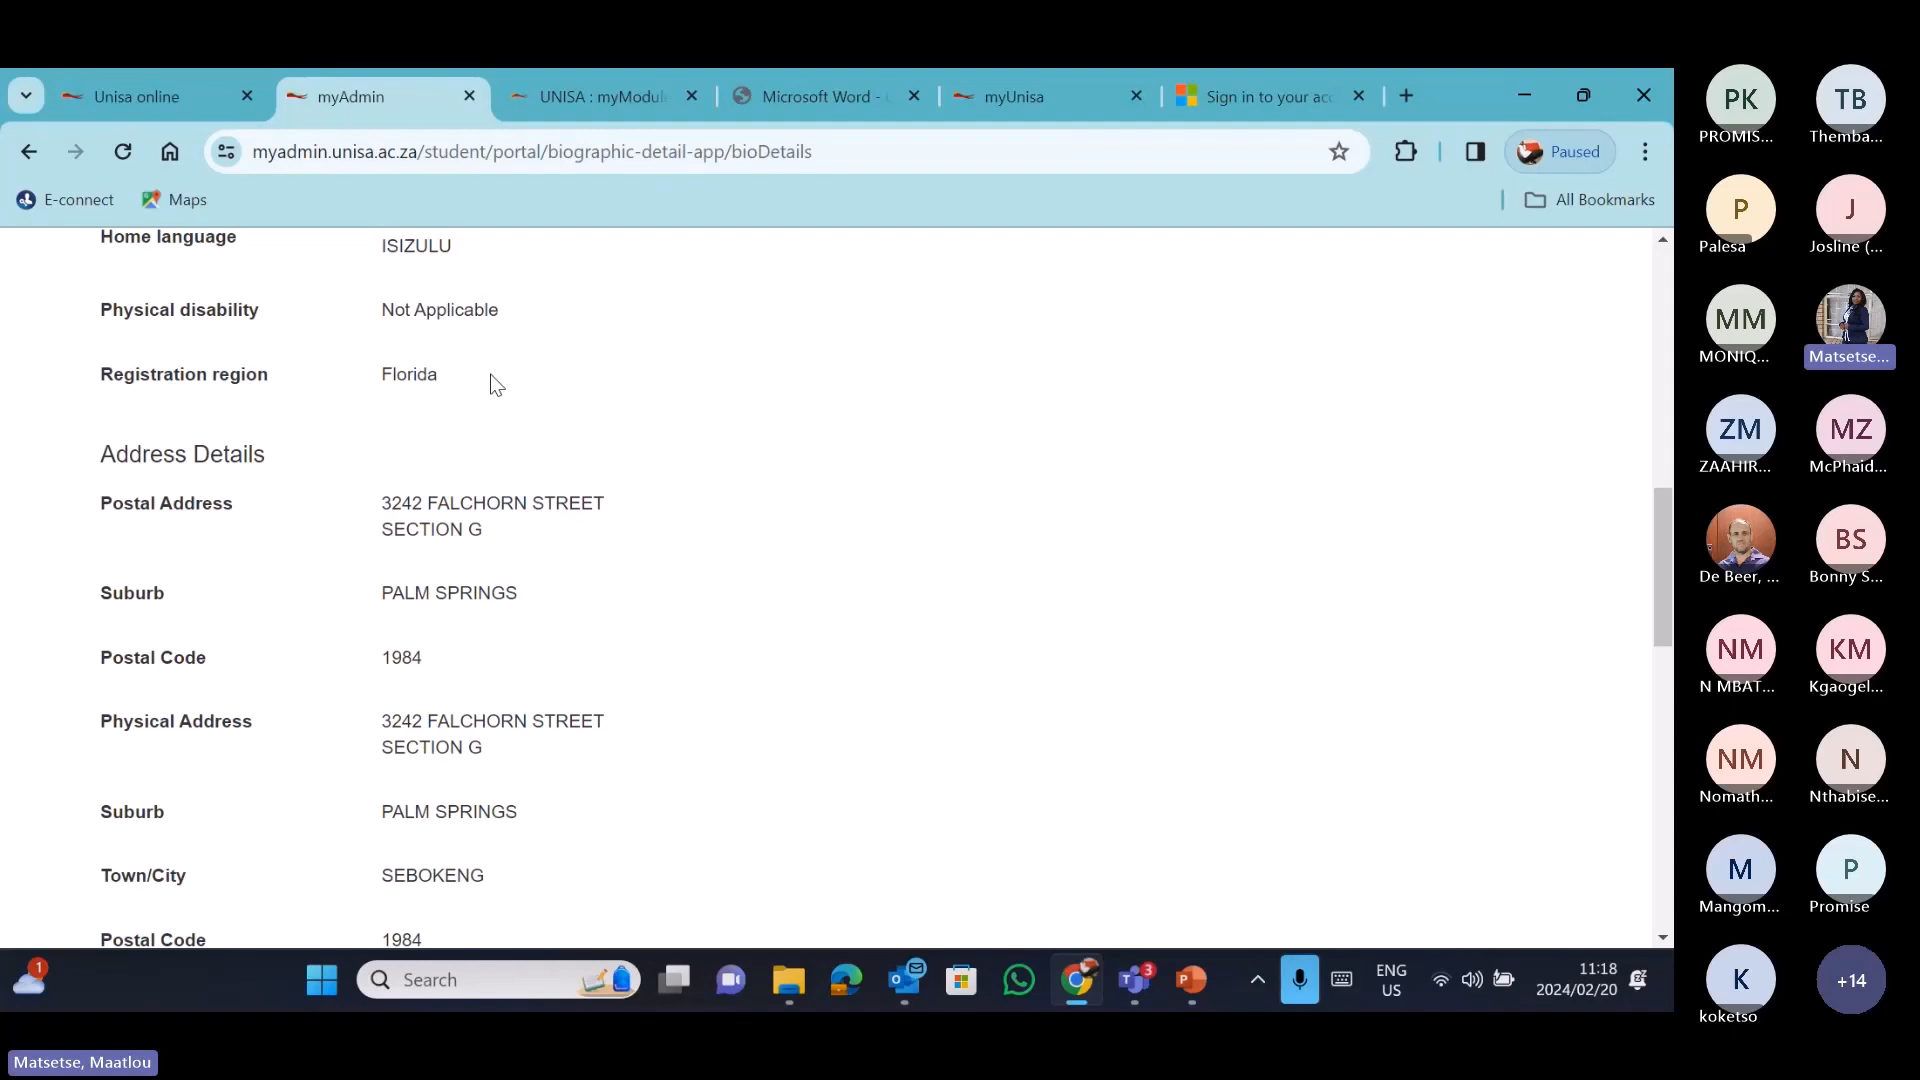 Unisa online
myAdmin
UNISA : myModul
Microsoft Word -
myUnisa
Sign in to your acc
myadmin.unisa.ac.za/student/portal/biographic-detail-app/bioDetails
Paused
E-connect
Maps
All Bookmarks
Home language
ISIZULU
Physical disability
Not Applicable
Registration region
Florida
Address Details
Postal Address
3242 FALCHORN STREET
SECTION G
Suburb
PALM SPRINGS
Postal Code
1984
Physical Address
3242 FALCHORN STREET
SECTION G
Suburb
PALM SPRINGS
Town/City
SEBOKENG
Postal Code
1984
1
Search
3
ENG
US
11:18
2024/02/20
Matsetse, Maatlou
PK
PROMIS...
TB
Themba...
P
Palesa
J
Josline (...
MM
MONIQ...
Matsetse...
ZM
ZAAHIR...
MZ
McPhaid...
De Beer, ...
BS
Bonny S...
NM
N MBAT...
KM
Kgaogel...
NM
Nomath...
N
Nthabise...
M
Mangom...
P
Promise
K
koketso
+14